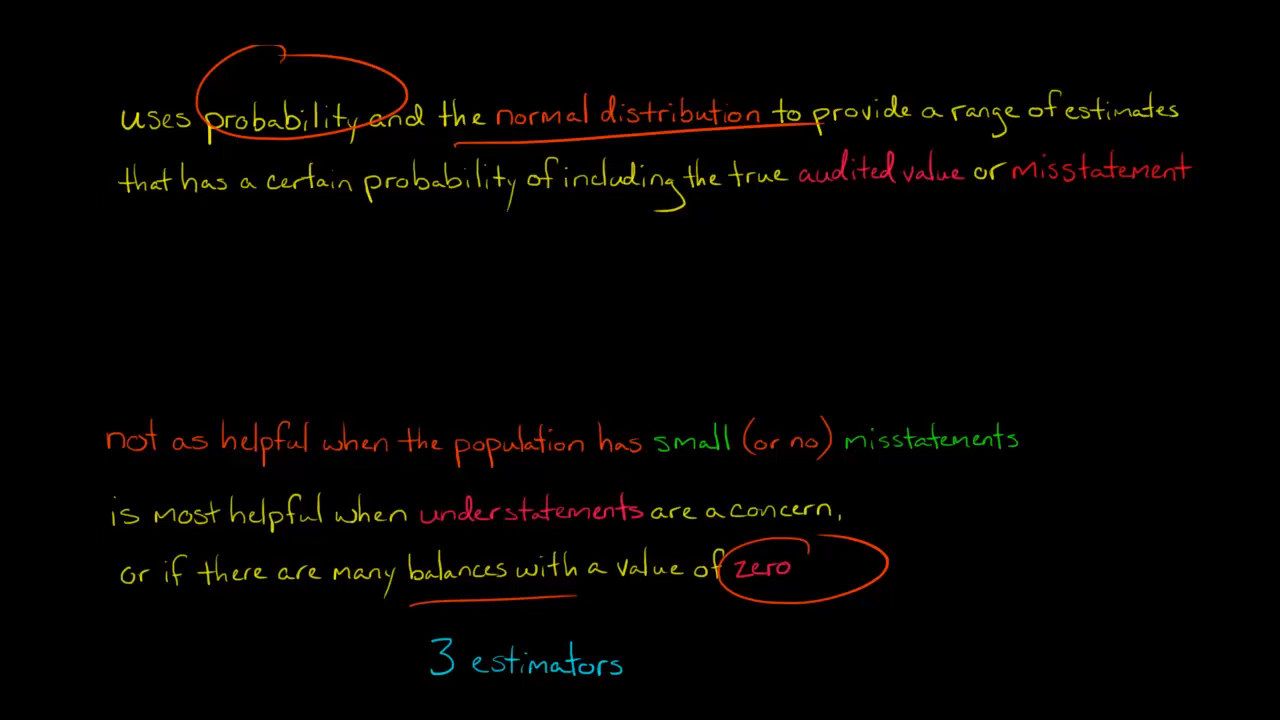 uses probability and the normal distribution to provide a range of estimates
that has a certain probability of including the true audited value or misstatement
not as helpful when the population has small (or no) misstatements
is most helpful when understatements are a concern,
or if there are many balances with a value of zero
3 estimators